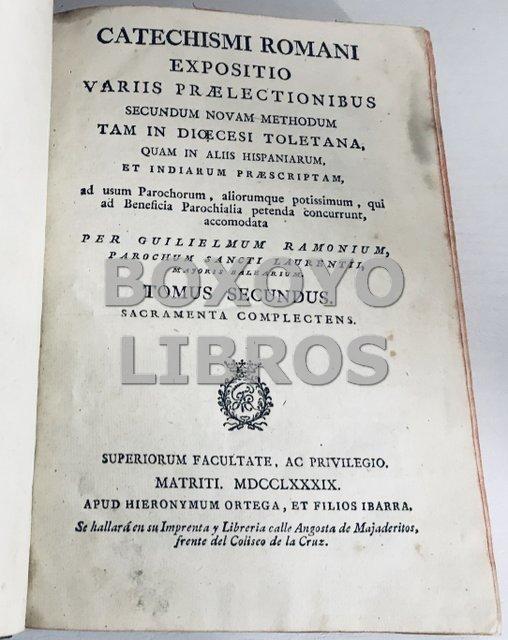 CATECHISMI ROMANI
EXPOSITIO
VARIIS PRÆLECTIONIBUS
SECUNDUM NOVAM METHODUM
TAM IN DIŒCESI TOLETANA,
QUAM IN ALIIS HISPANIARUM,
ET INDIARUM PRÆSCRIPTAM,
ad usum Parochorum, aliorumque potissimum, qui
ad Beneficia Parochialia petenda concurrunt,
accomodata
PER GUILIELMUM RAMONIUM,
PAROCHUM SANCTI LAURENTII,
MAJORIS BALEARIUM.
TOMUS SECUNDUS.
SACRAMENTA COMPLECTENS.
BOXOYO
LIBROS
SUPERIORUM FACULTATE, AC PRIVILEGIO.
MATRITI. MDCCLXXXIX.
APUD HIERONYMUM ORTEGA, ET FILIOS IBARRA.
Se hallará en su Imprenta y Libreria calle Angosta de Majaderitos,
frente del Coliseo de la Cruz.